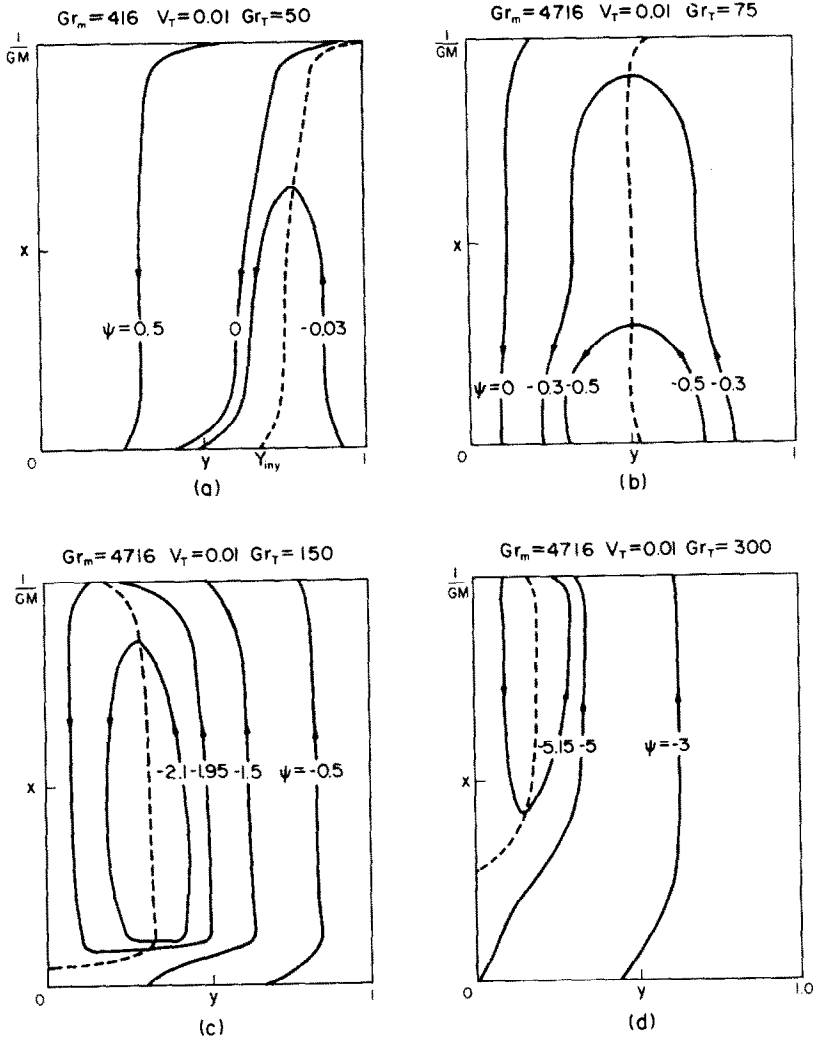 Gr_m=416 V_T=0.01 Gr_T=50
1
GM
x
ψ=0.5 0 -0.03
0 y Y_inv 1
(a)
Gr_m=4716 V_T=0.01 Gr_T=75
1
GM
x
ψ=0 -0.3 -0.5 -0.5 -0.3
0 y 1
(b)
Gr_m=4716 V_T=0.01 Gr_T=150
1
GM
x
-2.1 -1.95 -1.5 ψ=-0.5
0 y 1
(c)
Gr_m=4716 V_T=0.01 Gr_T=300
1
GM
x
-5.15 -5 ψ=-3
0 y 1.0
(d)